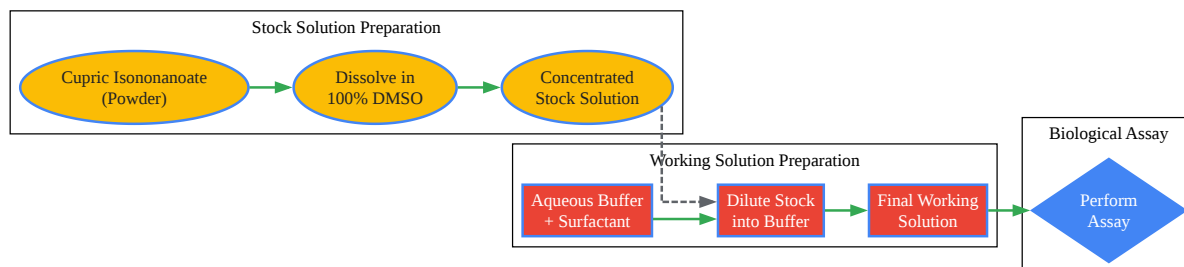 Stock Solution Preparation
Cupric Isononanoate
(Powder)
Dissolve in
100% DMSO
Concentrated
Stock Solution
Working Solution Preparation
Aqueous Buffer
+ Surfactant
Dilute Stock
into Buffer
Final Working
Solution
Biological Assay
Perform
Assay